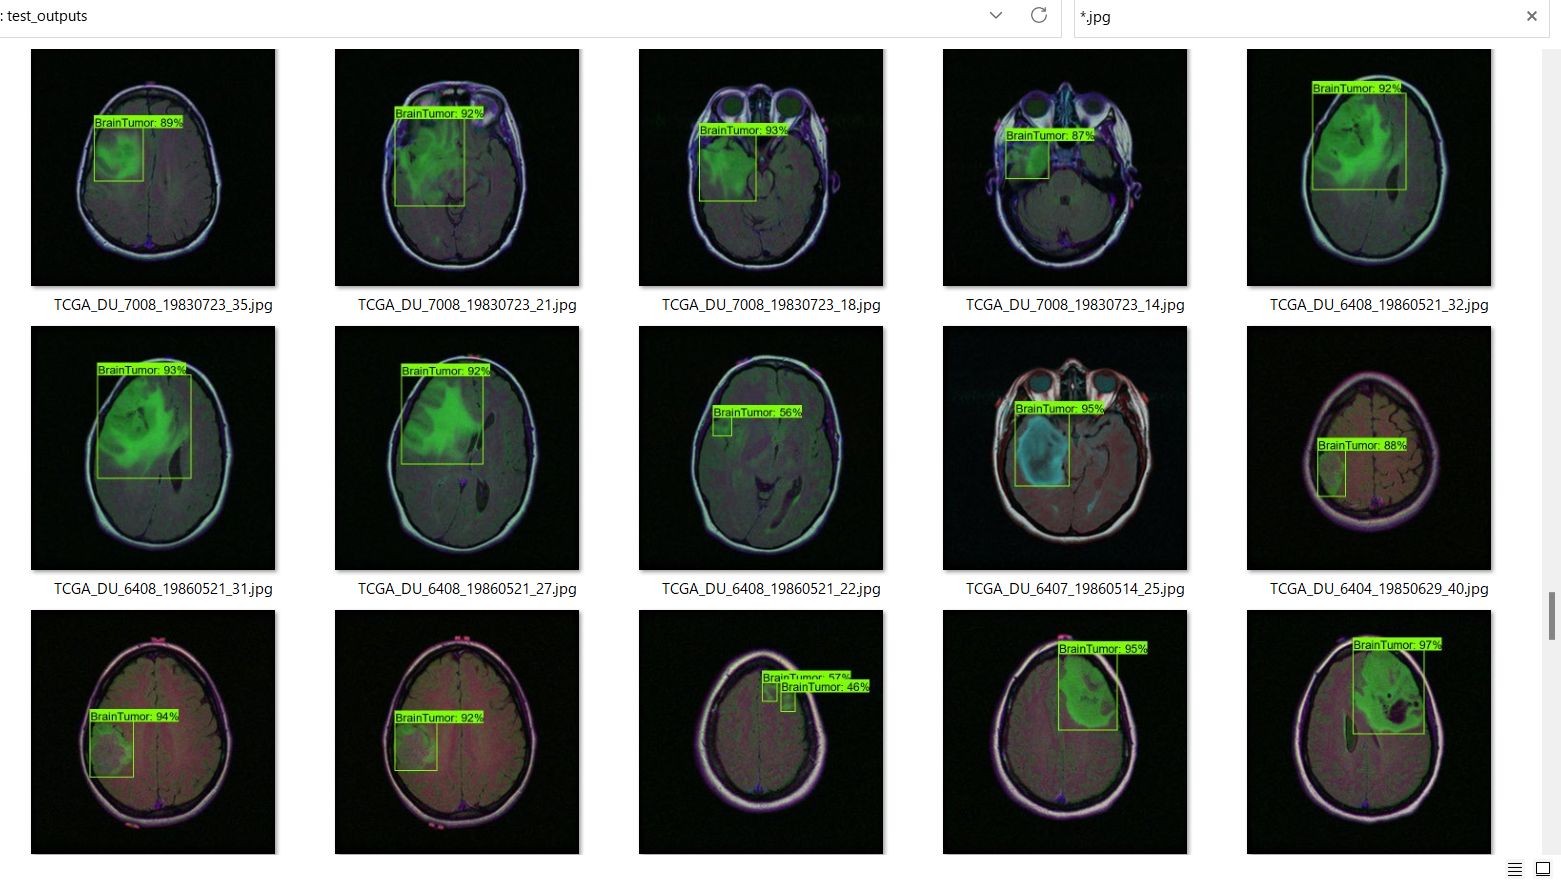 : test_outputs
*.jpg
BrainTumor: 89%
BrainTumor: 92%
BrainTumor: 93%
BrainTumor: 87%
BrainTumor: 92%
TCGA_DU_7008_19830723_35.jpg
TCGA_DU_7008_19830723_21.jpg
TCGA_DU_7008_19830723_18.jpg
TCGA_DU_7008_19830723_14.jpg
TCGA_DU_6408_19860521_32.jpg
BrainTumor: 93%
BrainTumor: 92%
BrainTumor: 56%
BrainTumor: 95%
BrainTumor: 88%
TCGA_DU_6408_19860521_31.jpg
TCGA_DU_6408_19860521_27.jpg
TCGA_DU_6408_19860521_22.jpg
TCGA_DU_6407_19860514_25.jpg
TCGA_DU_6404_19850629_40.jpg
BrainTumor: 94%
BrainTumor: 92%
BrainTumor: 57%
BrainTumor: 46%
BrainTumor: 95%
BrainTumor: 97%